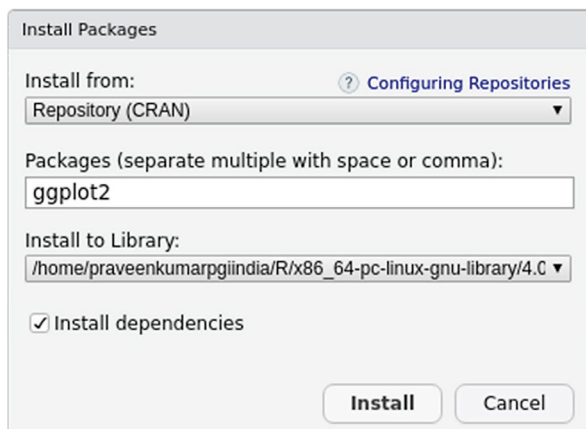 Install Packages
Install from:
? Configuring Repositories
Repository (CRAN)
Packages (separate multiple with space or comma):
ggplot2
Install to Library:
/home/praveenkumarpgiindia/R/x86_64-pc-linux-gnu-library/4.0
Install dependencies
Install
Cancel